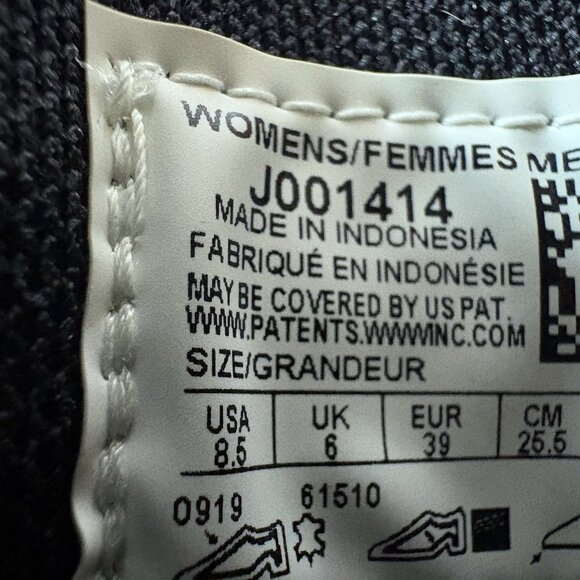 WOMENS/FEMMES ME
J001414
MADE IN INDONESIA
FABRIQUÉ EN INDONÉSIE
MAY BE COVERED BY US PAT.
WWW.PATENTS.WWWINC.COM
SIZE/GRANDEUR
USA UK EUR CM
8.5 6 39 25.5
0919 61510